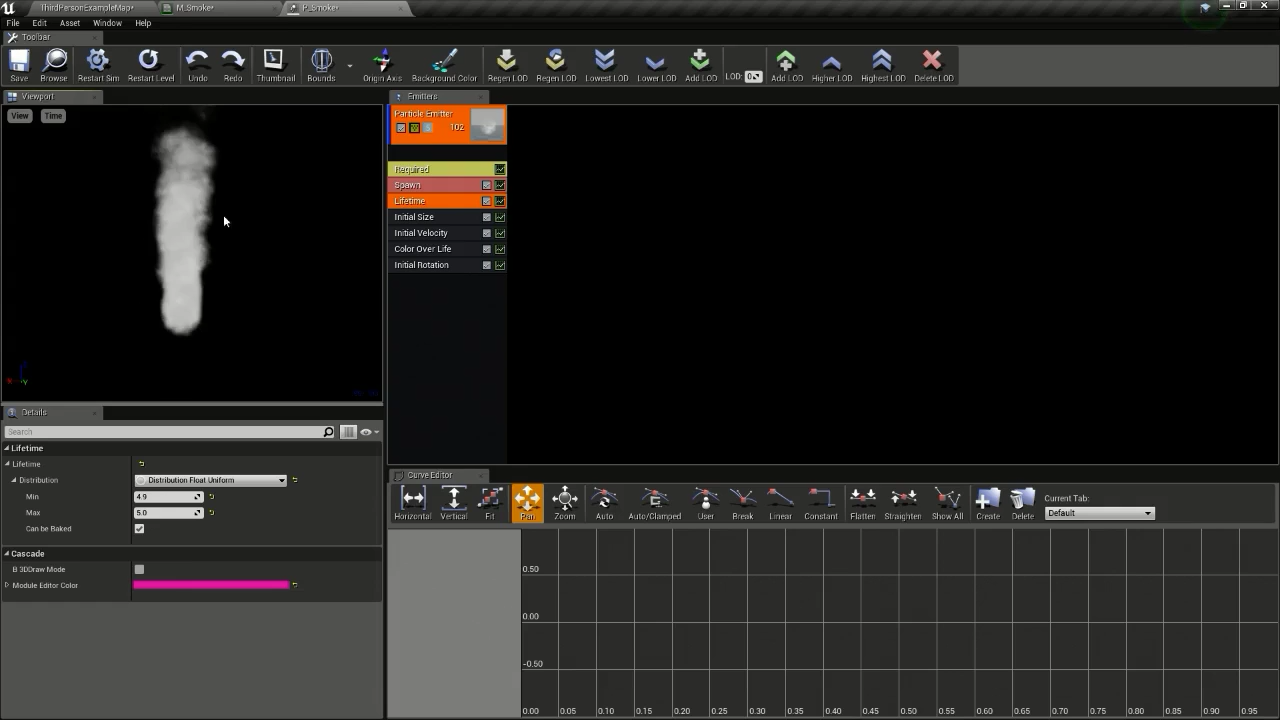 ThirdPersonExampleMap*
M_Smoke*
P_Smoke*
File Edit Asset Window Help
Toolbar
Save Browse Restart Sim Restart Level Undo Redo Thumbnail Bounds Origin Axis Background Color Regen LOD Regen LOD Lowest LOD Lower LOD Add LOD LOD: 0 Add LOD Higher LOD Highest LOD Delete LOD
Viewport
View Time
Emitters
Particle Emitter
102
Required
Spawn
Lifetime
Initial Size
Initial Velocity
Color Over Life
Initial Rotation
Details
Search
Lifetime
Lifetime
Distribution Distribution Float Uniform
Min 4.9
Max 5.0
Can be Baked
Cascade
B 3DDraw Mode
Module Editor Color
Curve Editor
Horizontal Vertical Fit Pan Zoom Auto Auto/Clamped User Break Linear Constant Flatten Straighten Show All Create Delete
Current Tab:
Default
0.50
0.00
-0.50
0.00 0.05 0.10 0.15 0.20 0.25 0.30 0.35 0.40 0.45 0.50 0.55 0.60 0.65 0.70 0.75 0.80 0.85 0.90 0.95